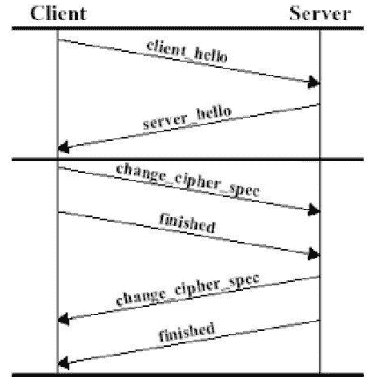 Client Server
client_hello
server_hello
change_cipher_spec
finished
change_cipher_spec
finished